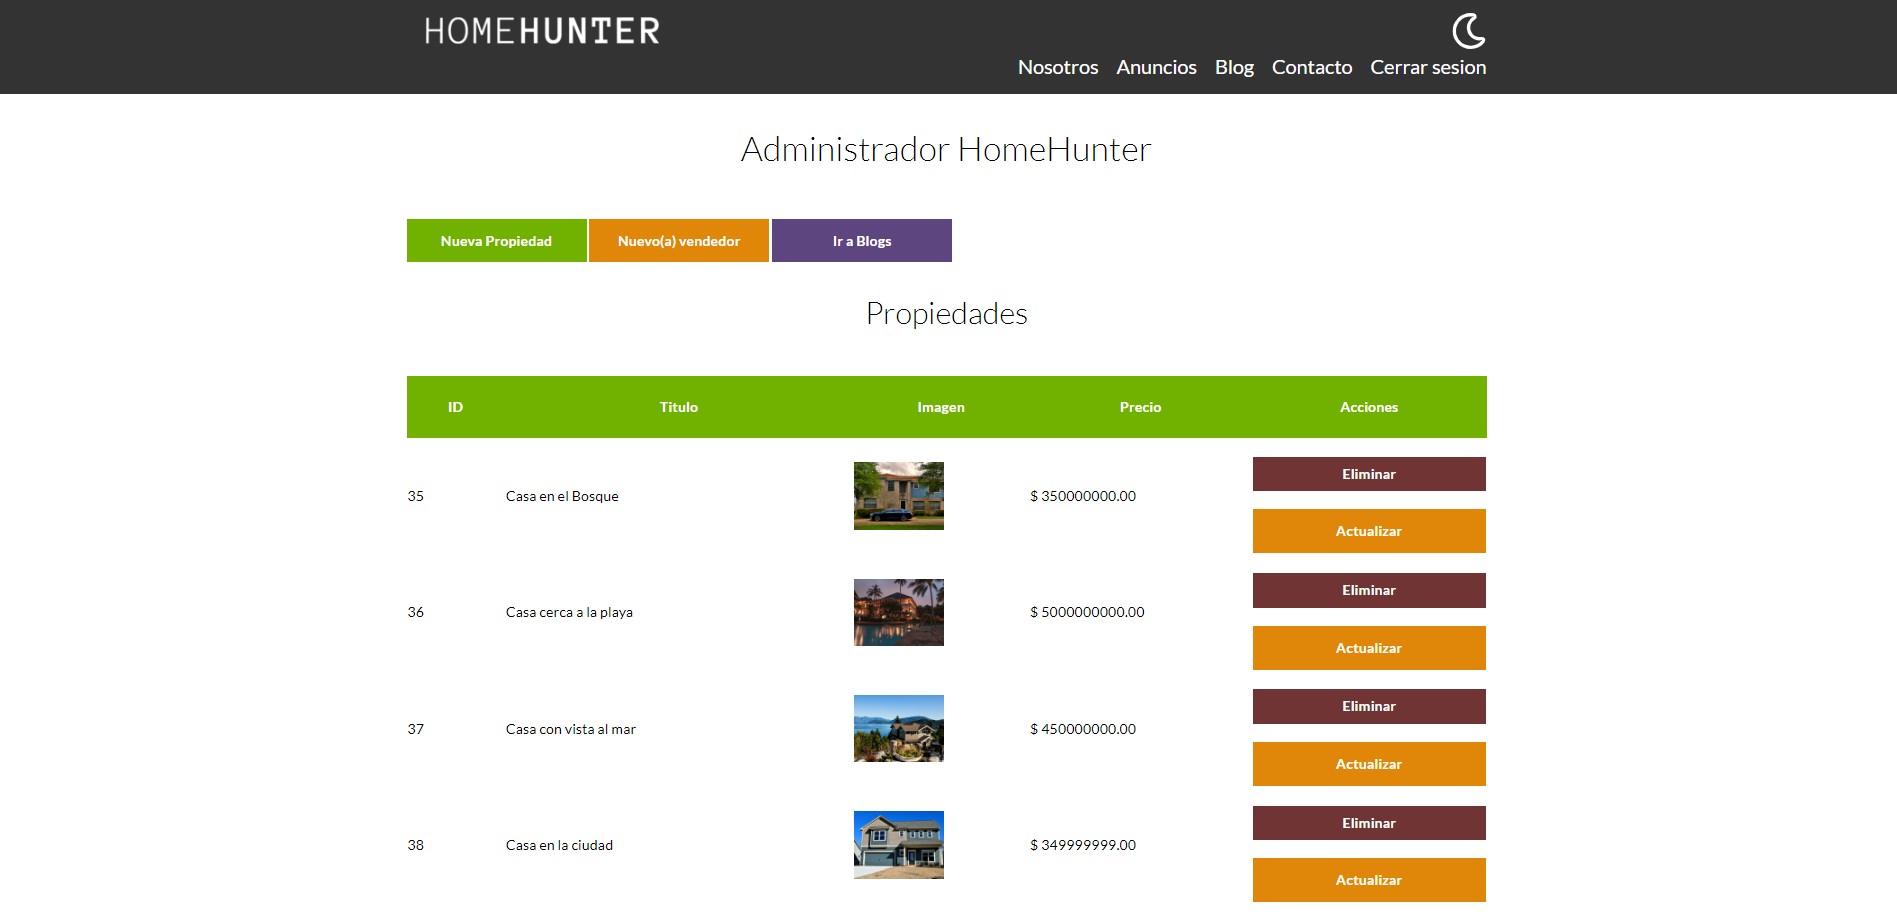 HOMEHUNTER
Nosotros Anuncios Blog Contacto Cerrar sesion
Administrador HomeHunter
Nueva Propiedad Nuevo(a) vendedor Ir a Blogs
Propiedades
ID Titulo Imagen Precio Acciones
35 Casa en el Bosque $ 350000000.00 Eliminar
Actualizar
36 Casa cerca a la playa $ 5000000000.00 Eliminar
Actualizar
37 Casa con vista al mar $ 450000000.00 Eliminar
Actualizar
38 Casa en la ciudad $ 349999999.00 Eliminar
Actualizar